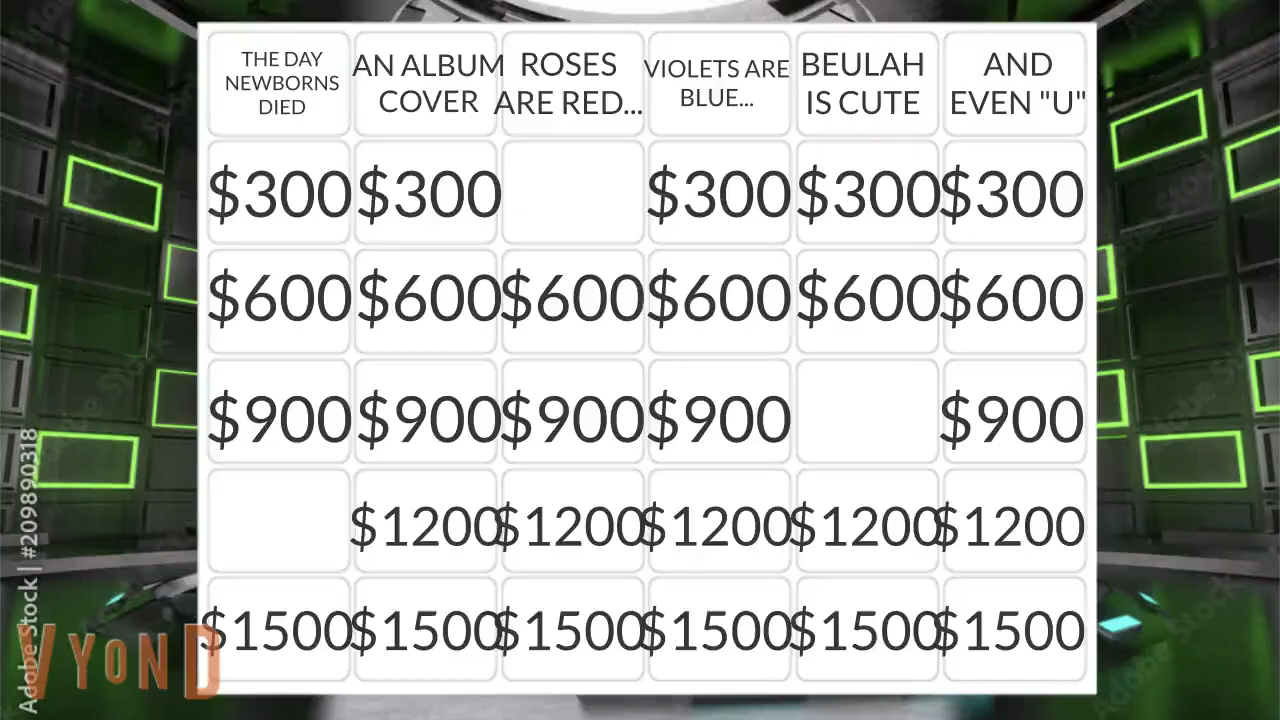 THE DAY
NEWBORNS
DIED
AN ALBUM
COVER
ROSES
ARE RED...
VIOLETS ARE
BLUE...
BEULAH
IS CUTE
AND
EVEN "U"
$300 $300 $300 $300 $300
$600 $600 $600 $600 $600 $600
$900 $900 $900 $900 $900
$1200 $1200 $1200 $1200 $1200
$1500 $1500 $1500 $1500 $1500 $1500
VYOND
Adobe Stock | #209890318